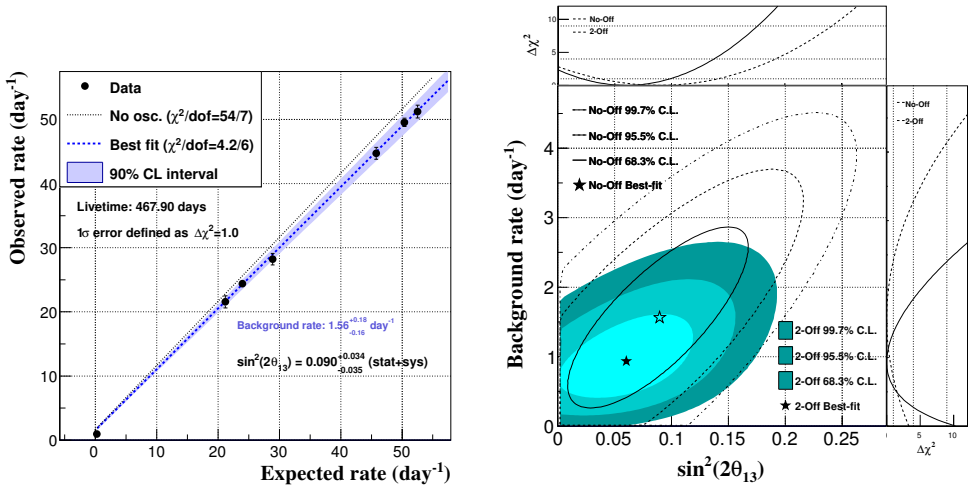 Observed rate (day⁻¹)
50
40
30
20
10
0
Data
No osc. (χ²/dof=54/7)
Best fit (χ²/dof=4.2/6)
90% CL interval
Livetime: 467.90 days
1σ error defined as Δχ²=1.0
Background rate: 1.56 +0.18 -0.16 day⁻¹
sin²(2θ₁₃) = 0.090 +0.034 -0.035 (stat+sys)
0 10 20 30 40 50
Expected rate (day⁻¹)
Δχ²
10
5
No-Off
2-Off
Background rate (day⁻¹)
4
3
2
1
0
No-Off 99.7% C.L.
No-Off 95.5% C.L.
No-Off 68.3% C.L.
No-Off Best-fit
2-Off 99.7% C.L.
2-Off 95.5% C.L.
2-Off 68.3% C.L.
2-Off Best-fit
0 0.05 0.1 0.15 0.2 0.25
sin²(2θ₁₃)
No-Off
2-Off
5 10
Δχ²